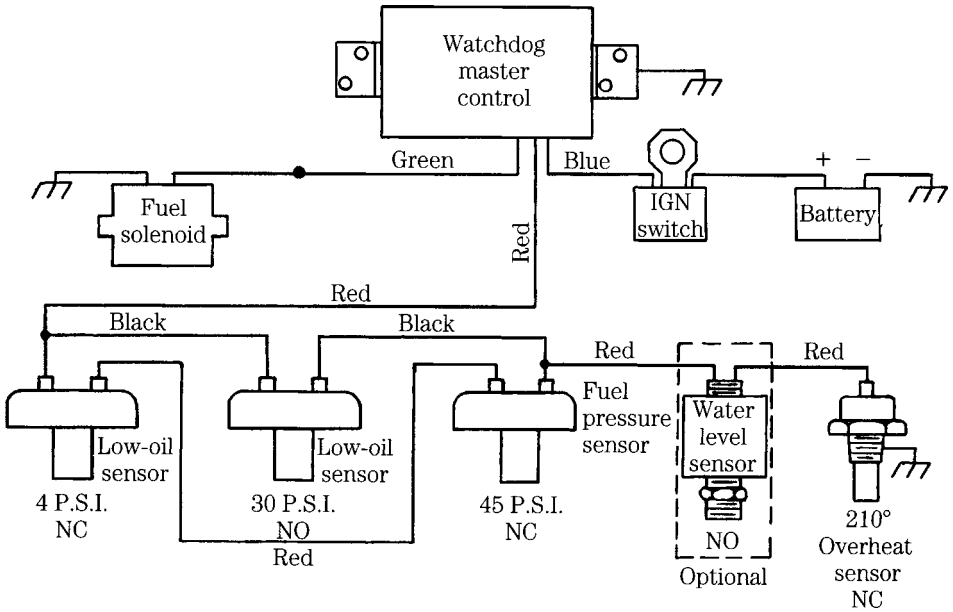 Watchdog
master
control
Green
Blue
+ −
Fuel
solenoid
Red
IGN
switch
Battery
Red
Black
Black
Red
Red
Low-oil
sensor
Low-oil
sensor
Fuel
pressure
sensor
Water
level
sensor
4 P.S.I.
NC
30 P.S.I.
NO
45 P.S.I.
NC
NO
Red
Optional
210°
Overheat
sensor
NC